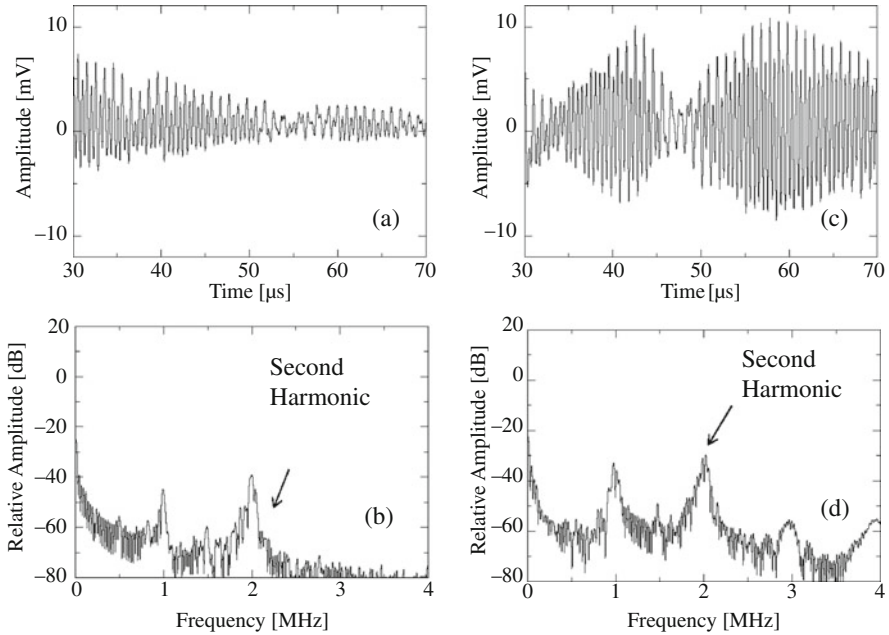 10
0
−10
Amplitude [mV]
(a)
30 40 50 60 70
Time [µs]
10
0
−10
Amplitude [mV]
(c)
30 40 50 60 70
Time [µs]
20
0
−20
−40
−60
−80
Relative Amplitude [dB]
Second
Harmonic
(b)
0 1 2 3 4
Frequency [MHz]
20
0
−20
−40
−60
−80
Relative Amplitude [dB]
Second
Harmonic
(d)
0 1 2 3 4
Frequency [MHz]